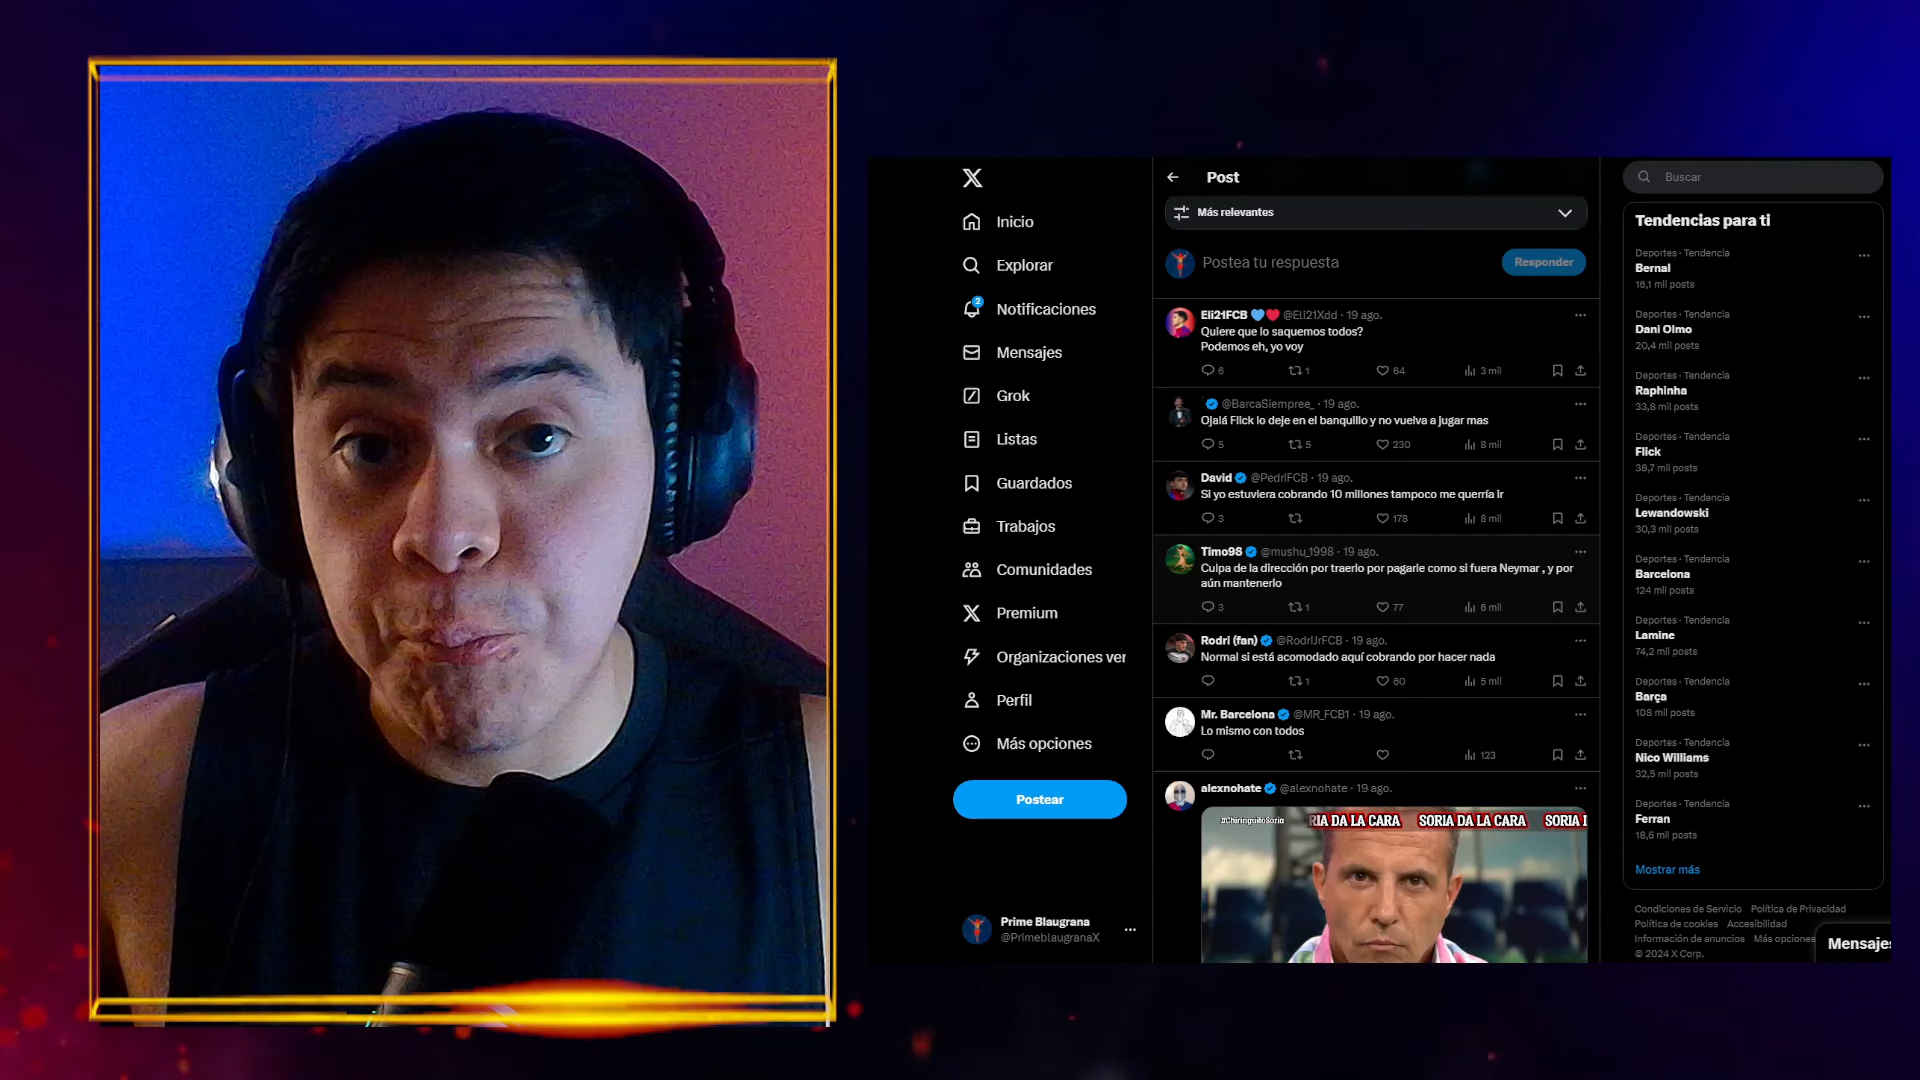 Inicio
Explorar
2
Notificaciones
Mensajes
Grok
Listas
Guardados
Trabajos
Comunidades
Premium
Organizaciones ver
Perfil
Más opciones
Postear
Prime Blaugrana
@PrimeblaugranaX
Post
Más relevantes
Postea tu respuesta
Responder
Eli21FCB 💙❤️ @Eli21Xdd · 19 ago.
Quiere que lo saquemos todos?
Podemos eh, yo voy
6 1 64 3 mil
@BarcaSiempree_ · 19 ago.
Ojalá Flick lo deje en el banquillo y no vuelva a jugar mas
5 5 230 8 mil
David @PedriFCB · 19 ago.
Si yo estuviera cobrando 10 millones tampoco me querría ir
3 178 8 mil
Timo98 @mushu_1998 · 19 ago.
Culpa de la dirección por traerlo por pagarle como si fuera Neymar , y por
aún mantenerlo
3 1 77 6 mil
Rodri (fan) @RodriJrFCB · 19 ago.
Normal si está acomodado aquí cobrando por hacer nada
1 60 5 mil
Mr. Barcelona @MR_FCB1 · 19 ago.
Lo mismo con todos
123
alexnohate @alexnohate · 19 ago.
#ChiringuitoSoria RIA DA LA CARA SORIA DA LA CARA SORIA
Buscar
Tendencias para ti
Deportes · Tendencia
Bernal
16,1 mil posts
Deportes · Tendencia
Dani Olmo
20,4 mil posts
Deportes · Tendencia
Raphinha
33,8 mil posts
Deportes · Tendencia
Flick
38,7 mil posts
Deportes · Tendencia
Lewandowski
30,3 mil posts
Deportes · Tendencia
Barcelona
124 mil posts
Deportes · Tendencia
Lamine
74,2 mil posts
Deportes · Tendencia
Barça
108 mil posts
Deportes · Tendencia
Nico Williams
32,5 mil posts
Deportes · Tendencia
Ferran
18,6 mil posts
Mostrar más
Condiciones de Servicio Política de Privacidad
Política de cookies Accesibilidad
Información de anuncios Más opciones
© 2024 X Corp.
Mensajes